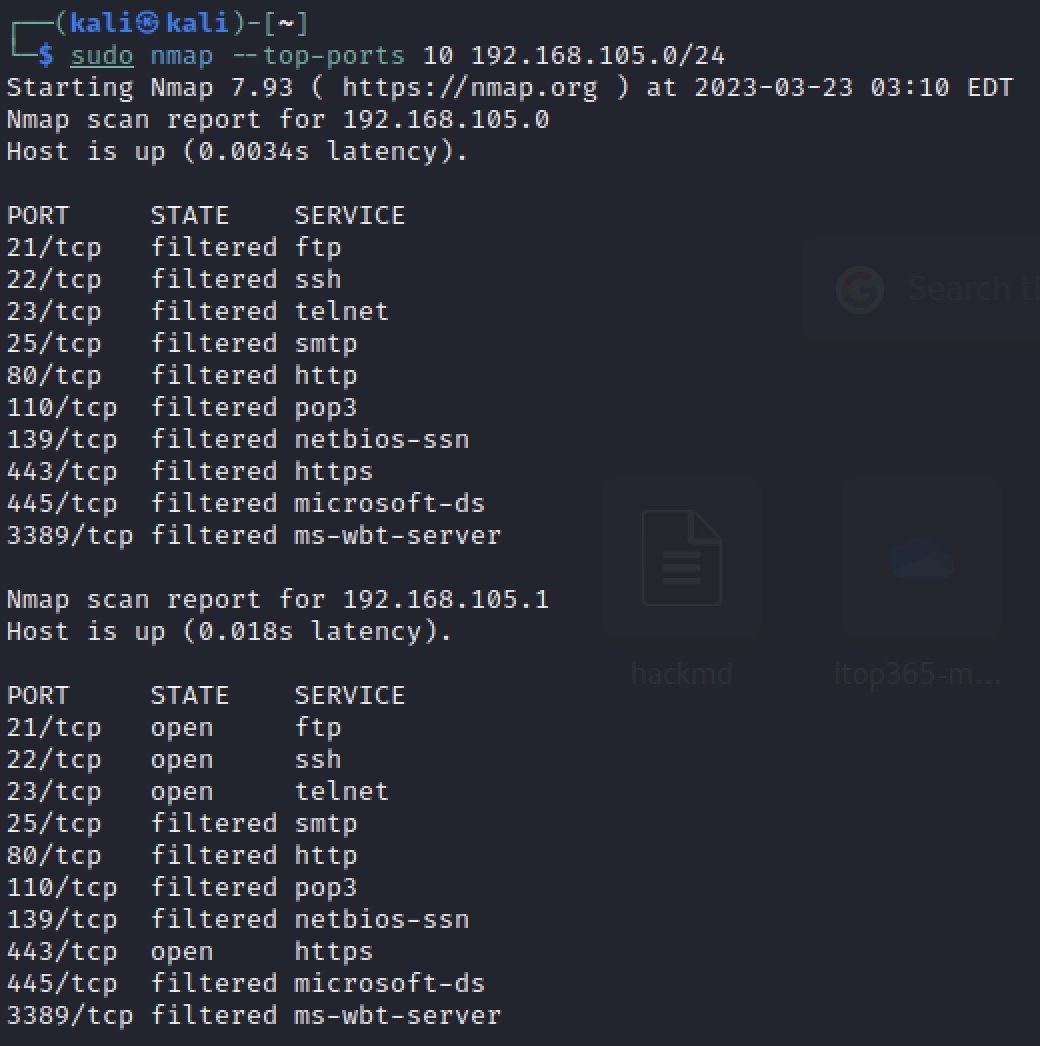 ┌──(kali㉿kali)-[~]
└─$ sudo nmap --top-ports 10 192.168.105.0/24
Starting Nmap 7.93 ( https://nmap.org ) at 2023-03-23 03:10 EDT
Nmap scan report for 192.168.105.0
Host is up (0.0034s latency).

PORT     STATE    SERVICE
21/tcp   filtered ftp
22/tcp   filtered ssh
23/tcp   filtered telnet
25/tcp   filtered smtp
80/tcp   filtered http
110/tcp  filtered pop3
139/tcp  filtered netbios-ssn
443/tcp  filtered https
445/tcp  filtered microsoft-ds
3389/tcp filtered ms-wbt-server

Nmap scan report for 192.168.105.1
Host is up (0.018s latency).

PORT     STATE    SERVICE
21/tcp   open     ftp
22/tcp   open     ssh
23/tcp   open     telnet
25/tcp   filtered smtp
80/tcp   filtered http
110/tcp  filtered pop3
139/tcp  filtered netbios-ssn
443/tcp  open     https
445/tcp  filtered microsoft-ds
3389/tcp filtered ms-wbt-server
Search
hackmd
itop365-m...